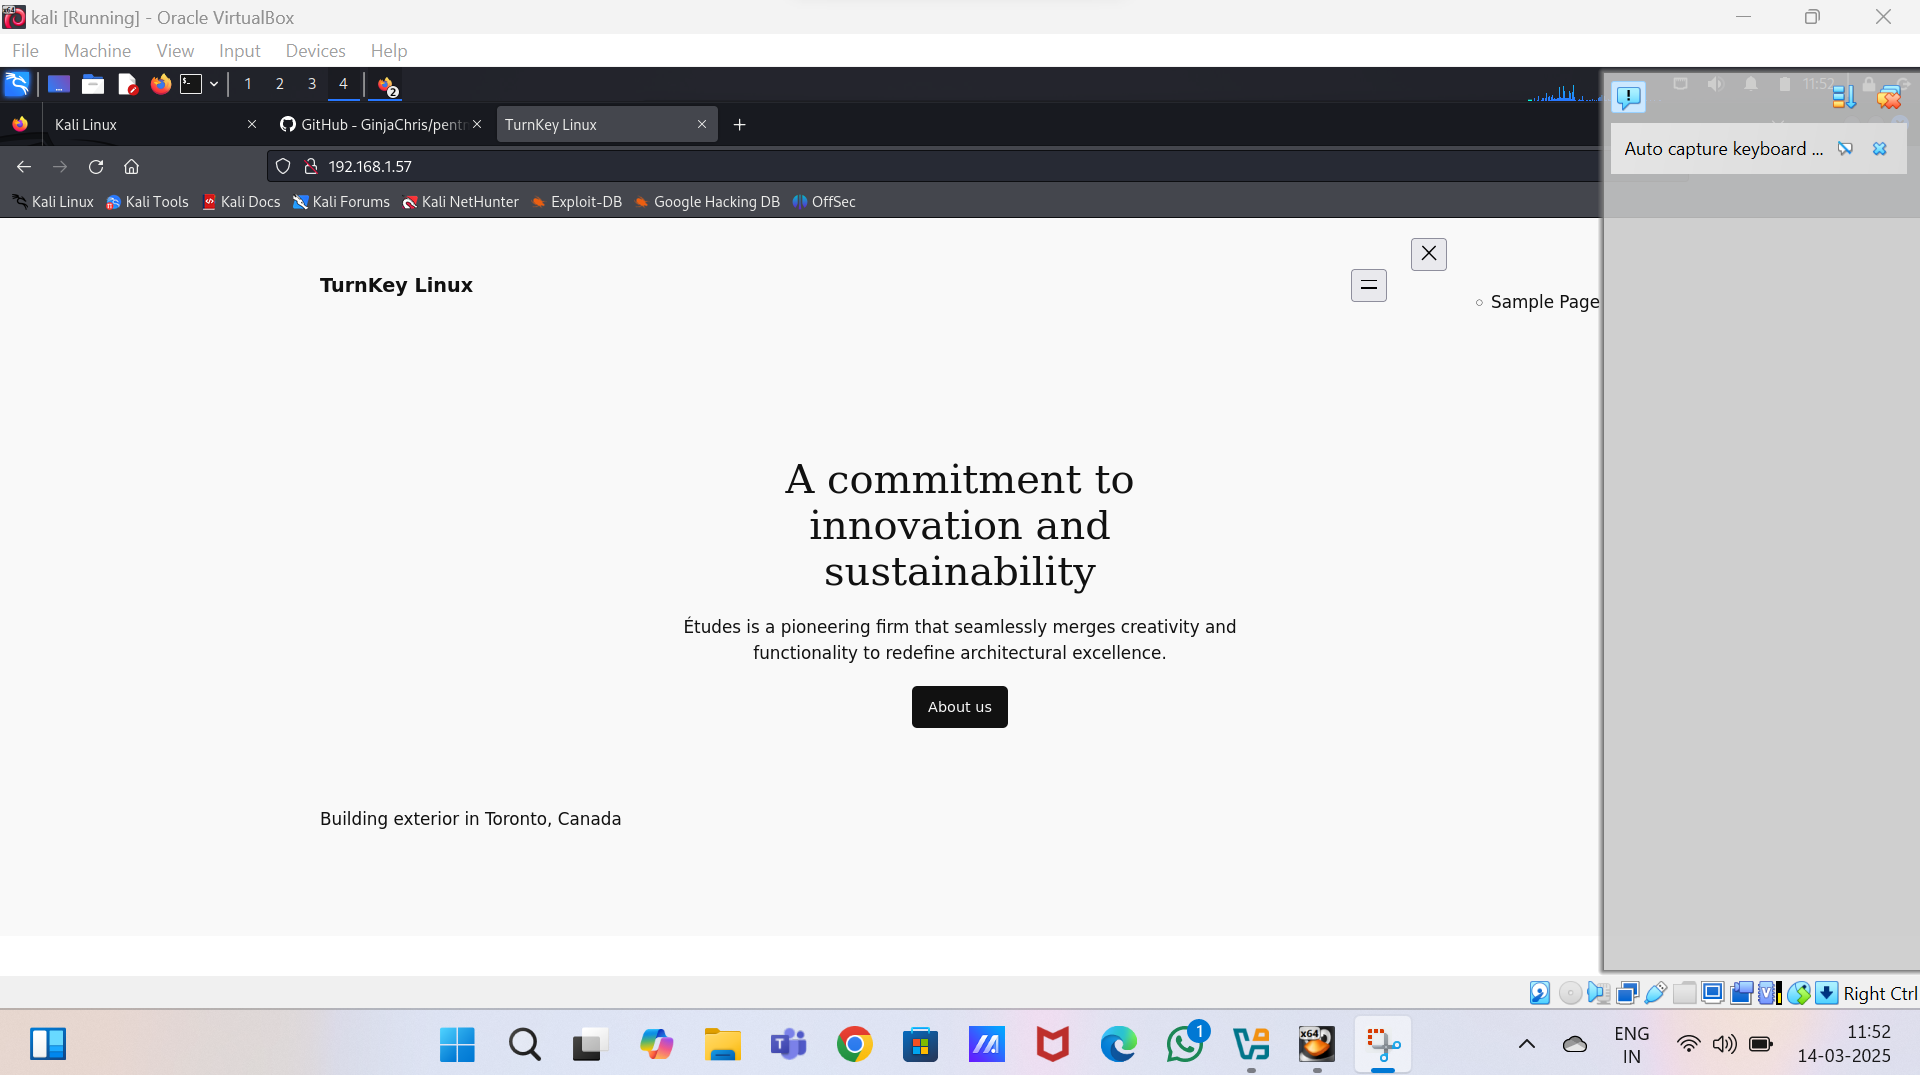 kali [Running] - Oracle VirtualBox
File Machine View Input Devices Help
1 2 3 4 2 11:52
Kali Linux GitHub - GinjaChris/pentr TurnKey Linux
192.168.1.57
Kali Linux Kali Tools Kali Docs Kali Forums Kali NetHunter Exploit-DB Google Hacking DB OffSec
Auto capture keyboard ...
TurnKey Linux
Sample Page
A commitment to
innovation and
sustainability
Études is a pioneering firm that seamlessly merges creativity and
functionality to redefine architectural excellence.
About us
Building exterior in Toronto, Canada
Right Ctrl
1
x64
ENG
IN
11:52
14-03-2025